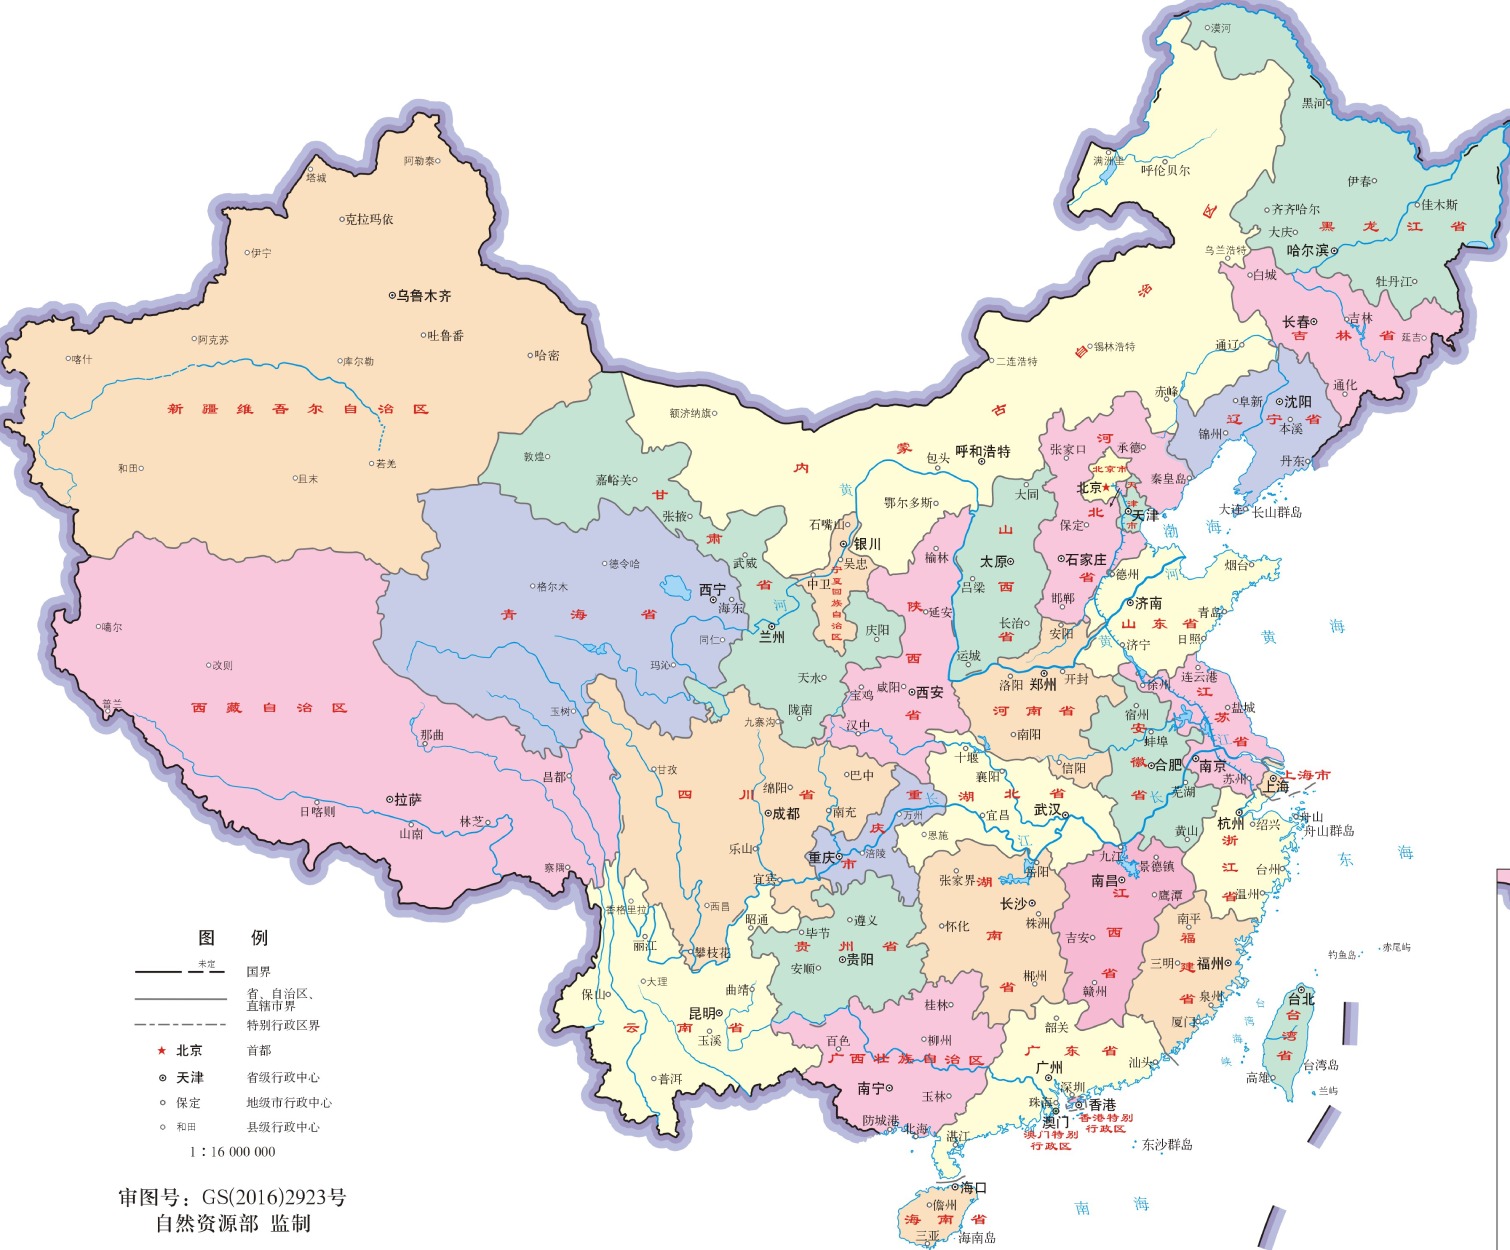 漠河
黑河
满洲里
呼伦贝尔
伊春
佳木斯
齐齐哈尔
大庆
黑龙江省
哈尔滨
牡丹江
乌兰浩特
白城
长春
吉林
吉林省
延吉
通化
阿勒泰
塔城
克拉玛依
伊宁
乌鲁木齐
吐鲁番
哈密
阿克苏
喀什
库尔勒
新疆维吾尔自治区
和田
且末
若羌
内蒙古自治区
锡林浩特
二连浩特
通辽
赤峰
额济纳旗
包头
呼和浩特
鄂尔多斯
阜新
沈阳
辽宁省
锦州
本溪
丹东
大连
长山群岛
敦煌
嘉峪关
张掖
武威
甘肃省
兰州
庆阳
天水
陇南
石嘴山
银川
吴忠
中卫
宁夏回族自治区
张家口
承德
河北省
北京市
北京
天津市
天津
秦皇岛
保定
石家庄
邯郸
大同
山西省
太原
吕梁
长治
运城
榆林
延安
陕西省
宝鸡
咸阳
西安
汉中
德令哈
格尔木
西宁
海东
同仁
青海省
玛沁
玉树
噶尔
改则
普兰
西藏自治区
那曲
昌都
拉萨
日喀则
山南
林芝
察隅
德州
烟台
济南
山东省
青岛
济宁
日照
安阳
洛阳
郑州
开封
河南省
南阳
信阳
徐州
连云港
江苏省
盐城
南京
苏州
上海市
上海
宿州
安徽省
蚌埠
合肥
芜湖
黄山
九寨沟
甘孜
四川省
巴中
绵阳
成都
南充
乐山
宜宾
西昌
攀枝花
重庆市
重庆
万州
涪陵
十堰
襄阳
湖北省
宜昌
武汉
恩施
杭州
绍兴
舟山
舟山群岛
浙江省
台州
温州
张家界
岳阳
湖南省
长沙
株洲
怀化
郴州
九江
景德镇
南昌
鹰潭
江西省
吉安
赣州
南平
福建省
三明
福州
泉州
厦门
香格里拉
丽江
昭通
大理
保山
曲靖
昆明
云南省
玉溪
普洱
遵义
毕节
贵州省
贵阳
安顺
桂林
百色
柳州
广西壮族自治区
南宁
玉林
防城港
北海
韶关
广东省
广州
汕头
深圳
珠海
湛江
香港
香港特别
行政区
澳门
澳门特别
行政区
东沙群岛
海口
儋州
海南省
三亚
海南岛
台北
台湾省
台湾岛
高雄
兰屿
钓鱼岛
赤尾屿
台湾海峡
渤海
黄海
东海
南海
黄河
黄河
长江
长江
图 例
未定
国界
省、自治区、
直辖市界
特别行政区界
北京 首都
天津 省级行政中心
保定 地级市行政中心
和田 县级行政中心
1：16 000 000
审图号：GS(2016)2923号
自然资源部 监制